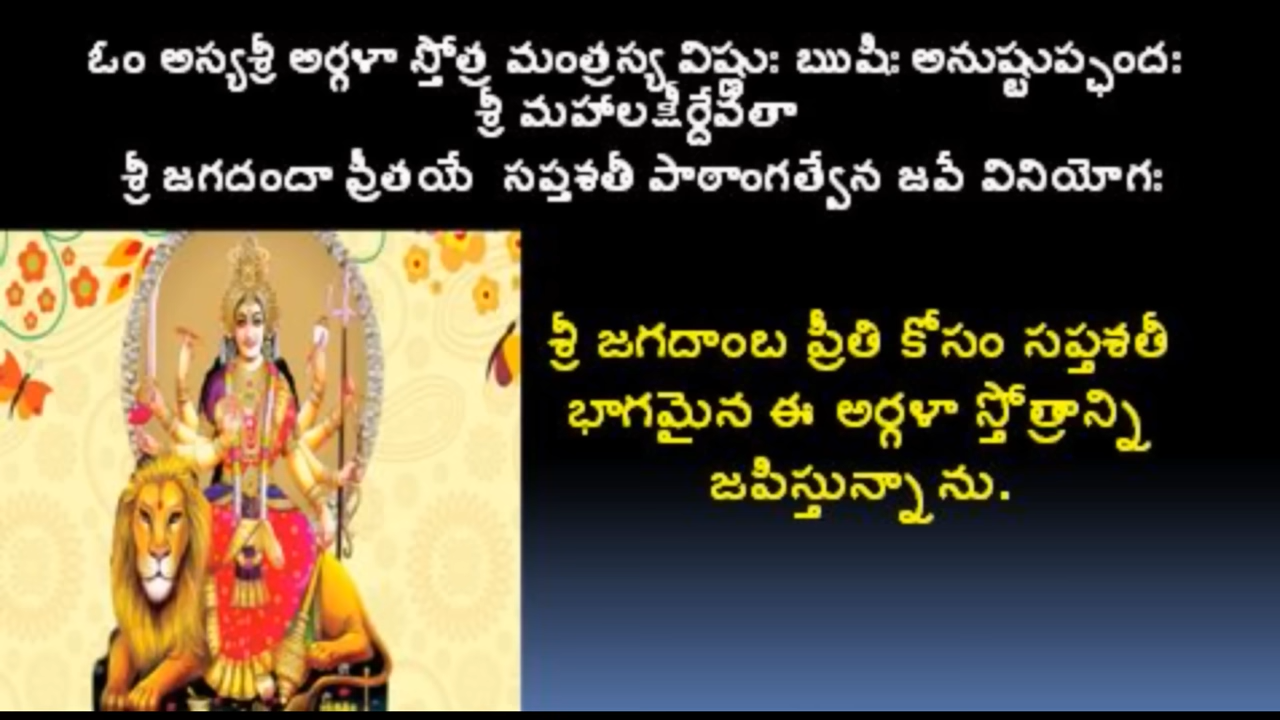 ఓం అస్యశ్రీ అర్గళా స్తోత్ర మంత్రస్య విష్ణుః ఋషిః అనుష్టుప్ఛందః
శ్రీ మహాలక్ష్మీర్దేవతా
శ్రీ జగదందా ప్రీతయే సప్తశతీ పాఠాంగత్వేన జపే వినియోగః
శ్రీ జగదాంబ ప్రీతి కోసం సప్తశతీ
భాగమైన ఈ అర్గళా స్తోత్రాన్ని
జపిస్తున్నాను.